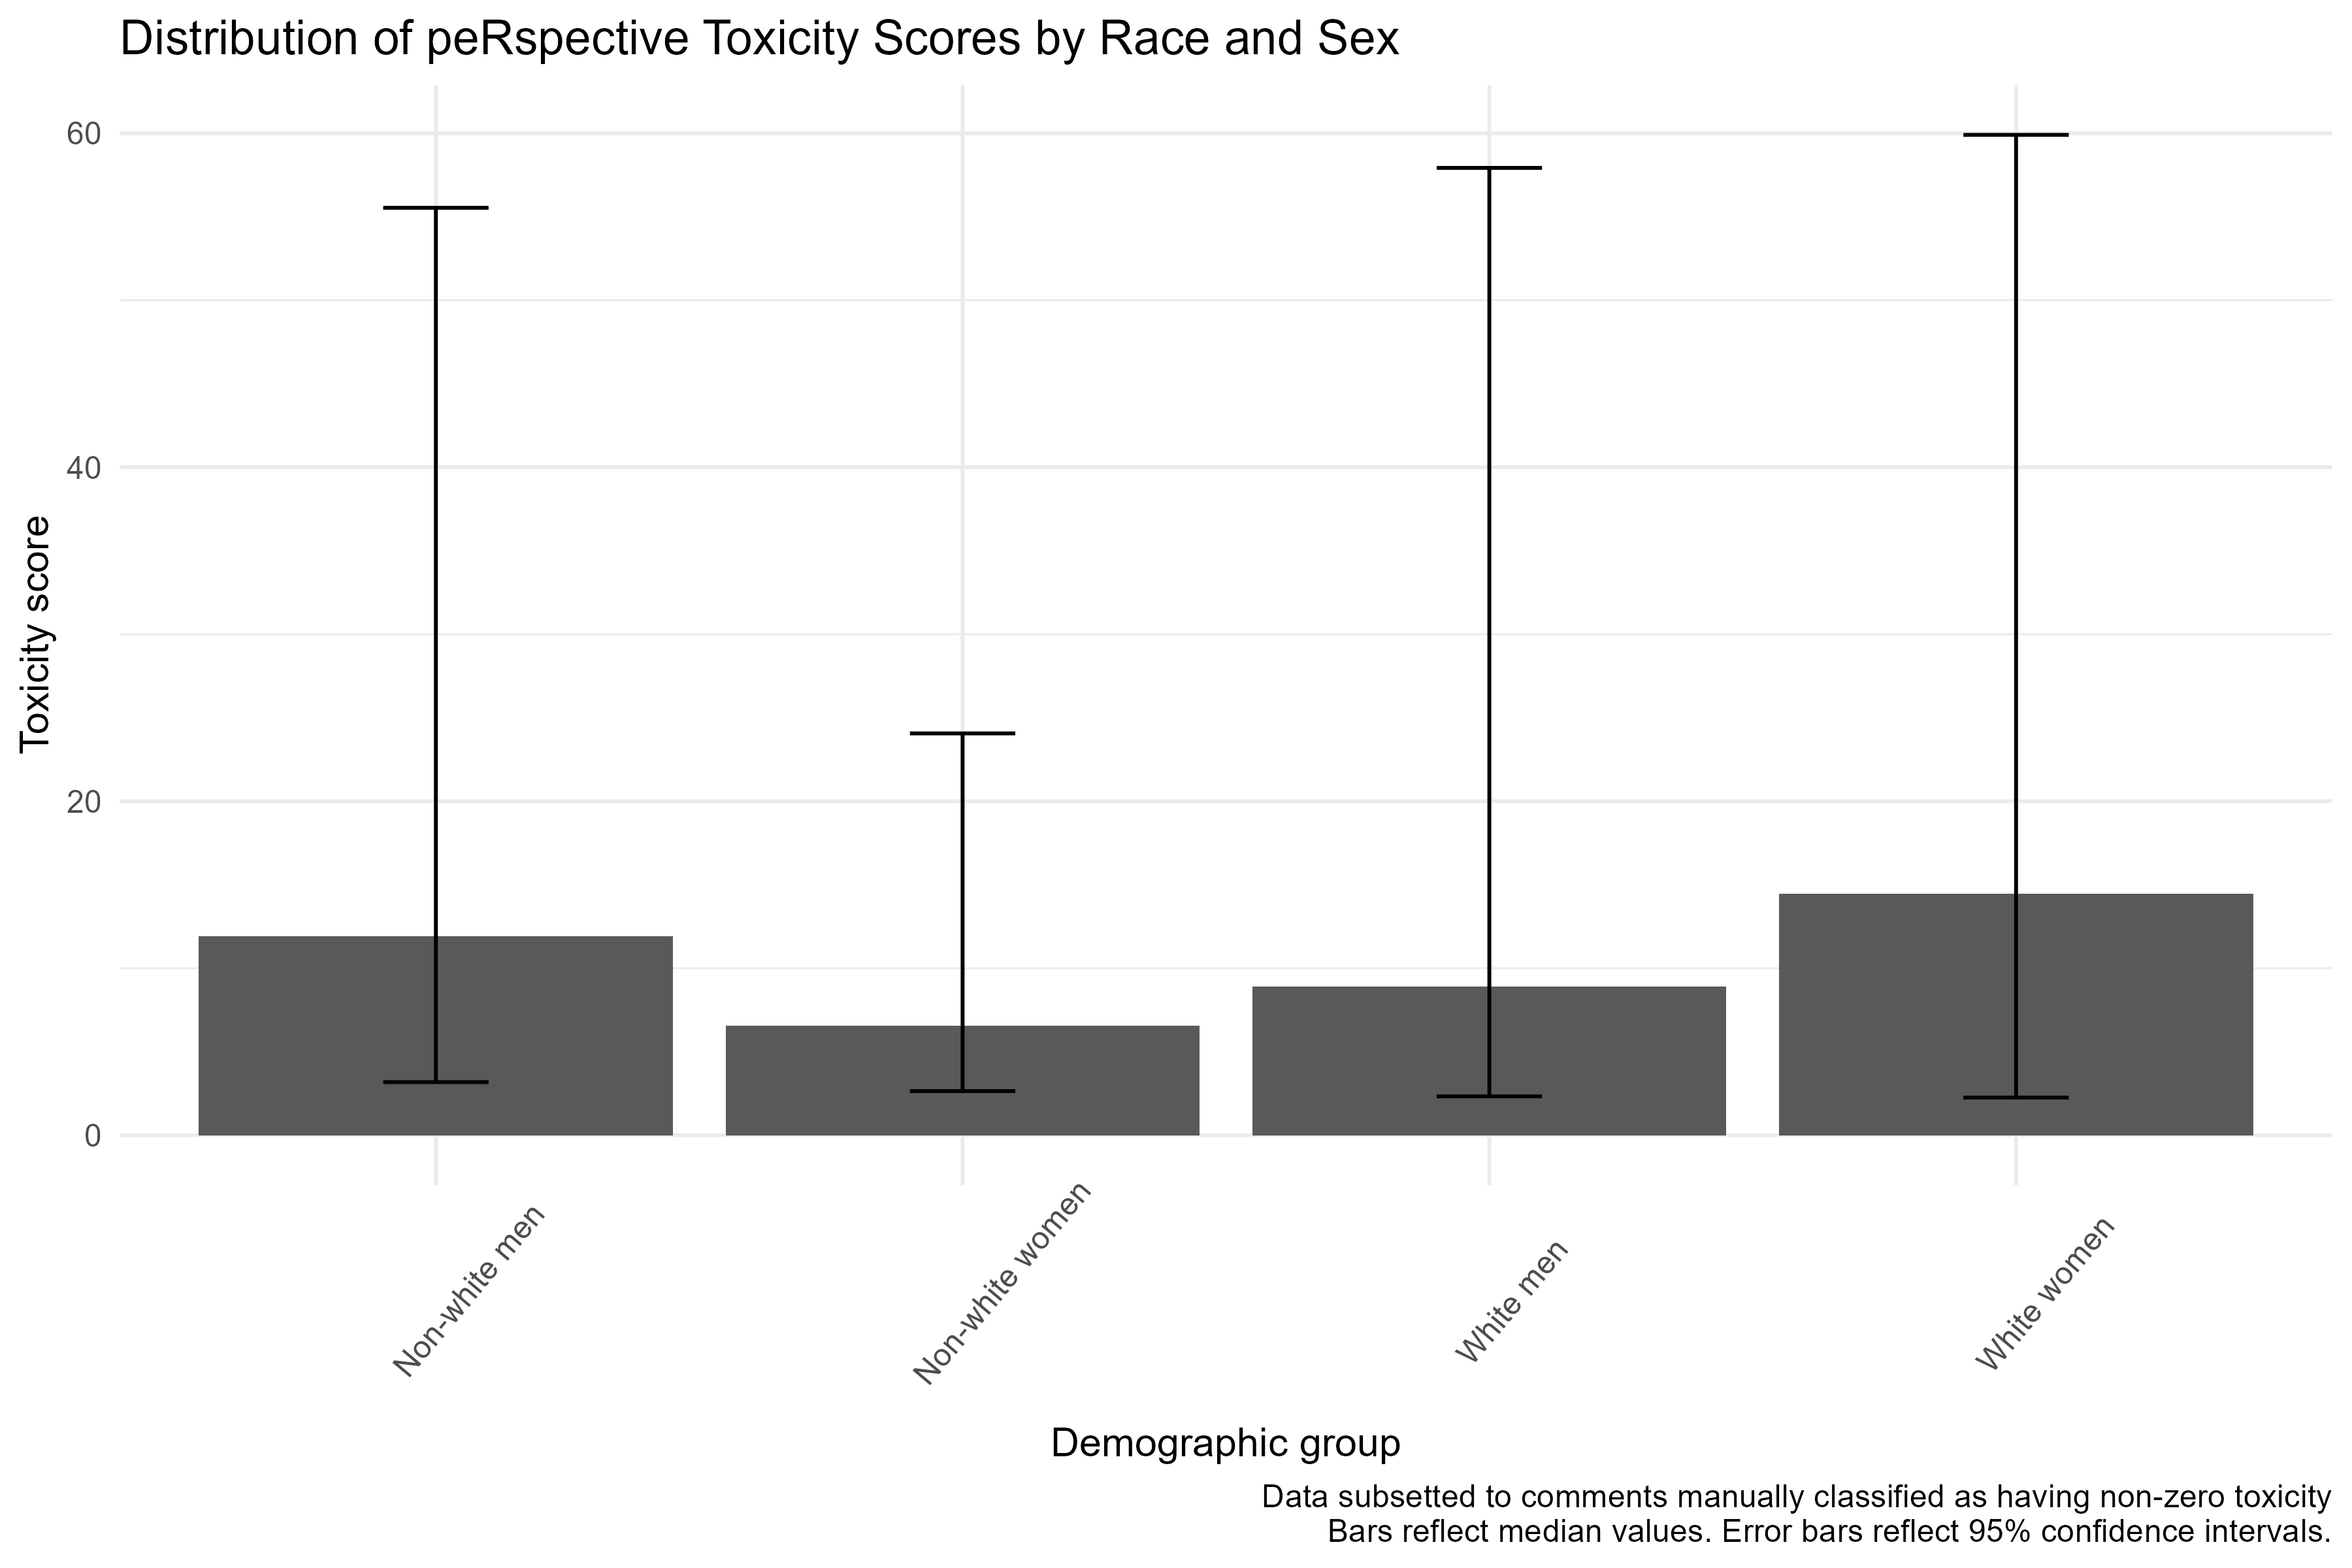 Distribution of peRspective Toxicity Scores by Race and Sex
Toxicity score
60
40
20
0
Non-white men
Non-white women
White men
White women
Demographic group
Data subsetted to comments manually classified as having non-zero toxicity
Bars reflect median values. Error bars reflect 95% confidence intervals.